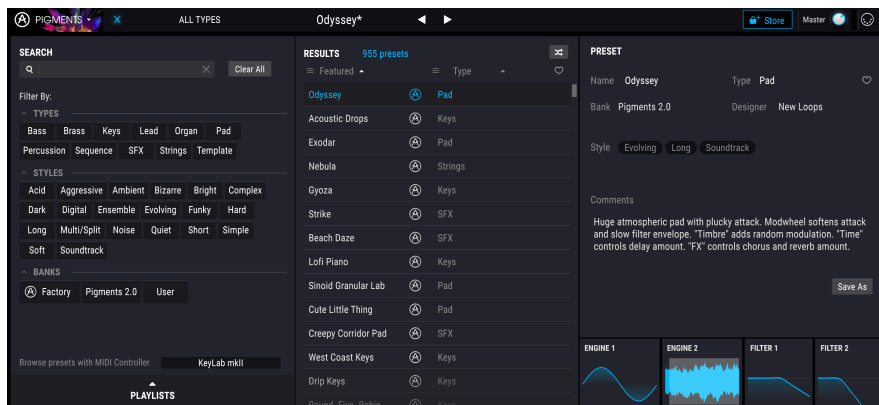 PIGMENTS
X
ALL TYPES
Odyssey*
Store
Master
SEARCH
Clear All
Filter By:
TYPES
Bass Brass Keys Lead Organ Pad
Percussion Sequence SFX Strings Template
STYLES
Acid Aggressive Ambient Bizarre Bright Complex
Dark Digital Ensemble Evolving Funky Hard
Long Multi/Split Noise Quiet Short Simple
Soft Soundtrack
BANKS
Factory Pigments 2.0 User
Browse presets with MIDI Controller KeyLab mkII
PLAYLISTS
RESULTS 955 presets
Featured Type
Odyssey Pad
Acoustic Drops Keys
Exodar Pad
Nebula Strings
Gyoza Keys
Strike SFX
Beach Daze SFX
Lofi Piano Keys
Sinoid Granular Lab Pad
Cute Little Thing Pad
Creepy Corridor Pad SFX
West Coast Keys Keys
Drip Keys Keys
Round Five Robin Keys
PRESET
Name Odyssey Type Pad
Bank Pigments 2.0 Designer New Loops
Style Evolving Long Soundtrack
Comments
Huge atmospheric pad with plucky attack. Modwheel softens attack
and slow filter envelope. "Timbre" adds random modulation. "Time"
controls delay amount. "FX" controls chorus and reverb amount.
Save As
ENGINE 1 ENGINE 2 FILTER 1 FILTER 2